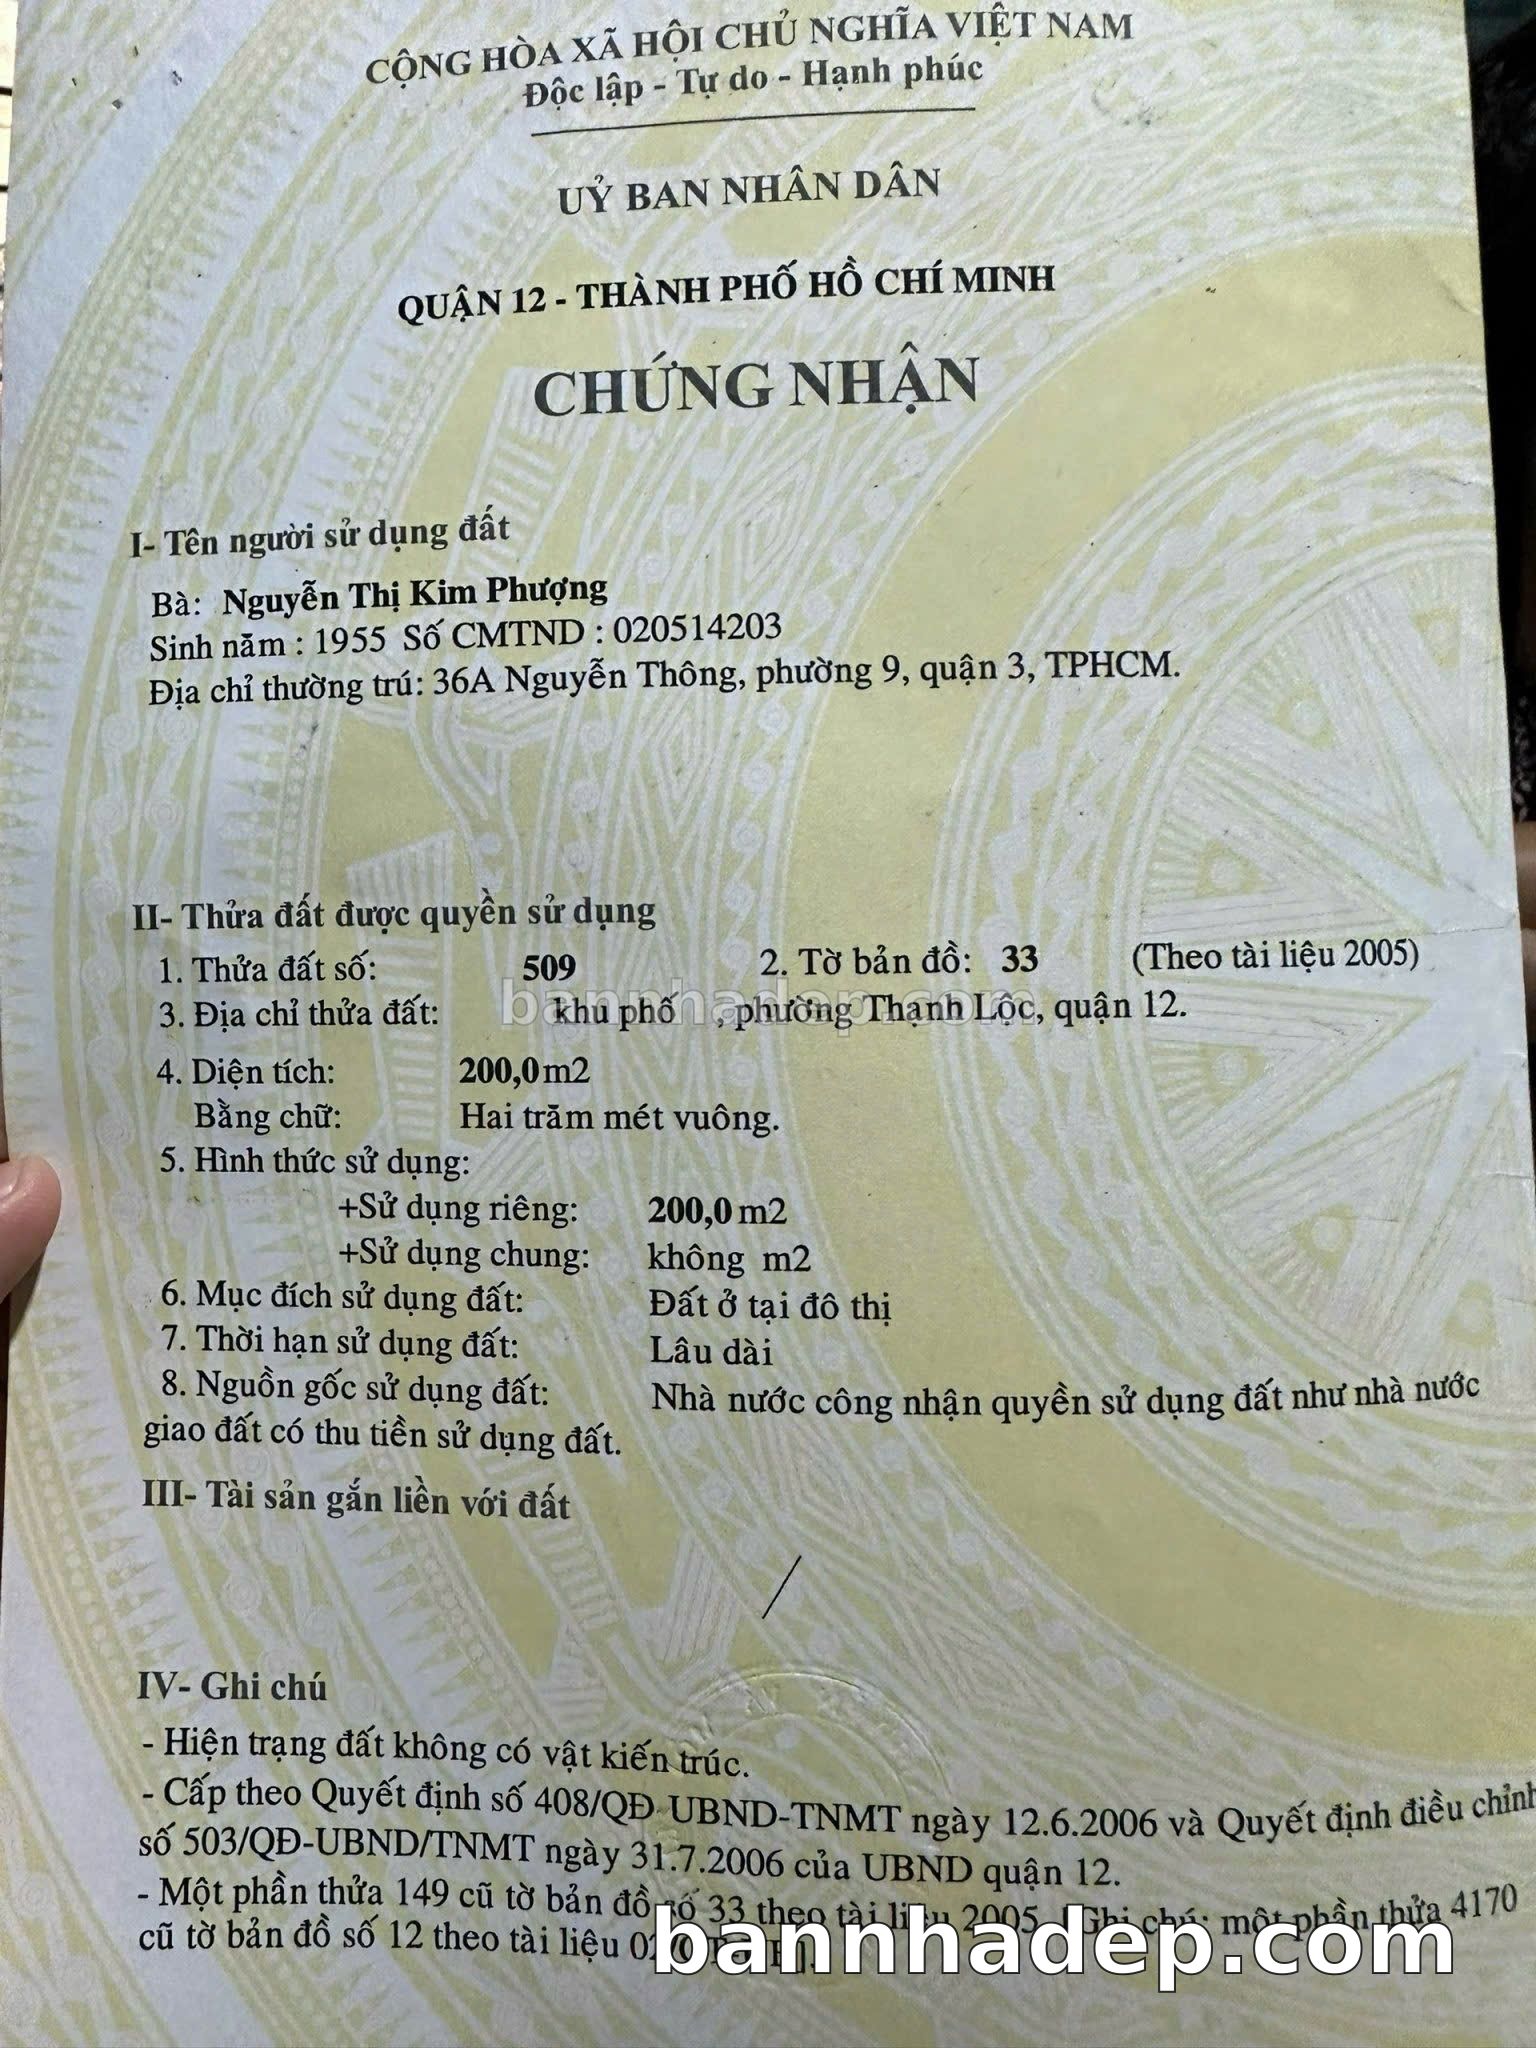 CỘNG HÒA XÃ HỘI CHỦ NGHĨA VIỆT NAM
Độc lập - Tự do - Hạnh phúc
UỶ BAN NHÂN DÂN
QUẬN 12 - THÀNH PHỐ HỒ CHÍ MINH
CHỨNG NHẬN
I- Tên người sử dụng đất
Bà: Nguyễn Thị Kim Phượng
Sinh năm : 1955 Số CMTND : 020514203
Địa chỉ thường trú: 36A Nguyễn Thông, phường 9, quận 3, TPHCM.
II- Thửa đất được quyền sử dụng
1. Thửa đất số: 509 2. Tờ bản đồ: 33 (Theo tài liệu 2005)
3. Địa chỉ thửa đất: khu phố , phường Thạnh Lộc, quận 12.
bannhadep.com
4. Diện tích: 200,0m2
Bằng chữ: Hai trăm mét vuông.
5. Hình thức sử dụng:
+Sử dụng riêng: 200,0 m2
+Sử dụng chung: không m2
6. Mục đích sử dụng đất: Đất ở tại đô thị
7. Thời hạn sử dụng đất: Lâu dài
8. Nguồn gốc sử dụng đất: Nhà nước công nhận quyền sử dụng đất như nhà nước
giao đất có thu tiền sử dụng đất.
III- Tài sản gắn liền với đất
/
IV- Ghi chú
- Hiện trạng đất không có vật kiến trúc.
- Cấp theo Quyết định số 408/QĐ-UBND-TNMT ngày 12.6.2006 và Quyết định điều chỉnh
số 503/QĐ-UBND/TNMT ngày 31.7.2006 của UBND quận 12.
- Một phần thửa 149 cũ tờ bản đồ số 33 theo tài liệu 2005. [Ghi chú: một phần thửa 4170
cũ tờ bản đồ số 12 theo tài liệu
bannhadep.com